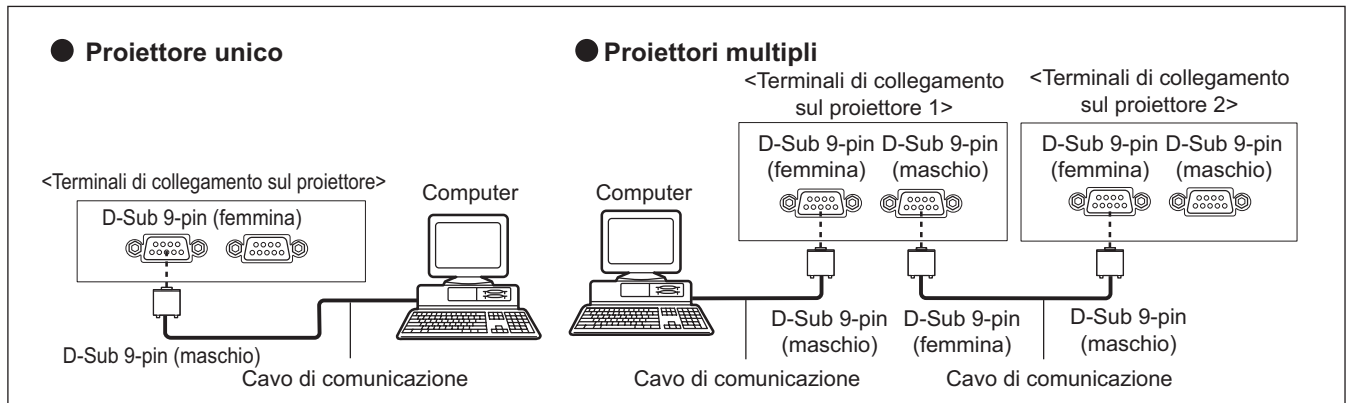 ● Proiettore unico
<Terminali di collegamento sul proiettore>
D-Sub 9-pin (femmina)
Computer
D-Sub 9-pin (maschio)
Cavo di comunicazione
● Proiettori multipli
<Terminali di collegamento
sul proiettore 1>
D-Sub 9-pin
(femmina)
D-Sub 9-pin
(maschio)
<Terminali di collegamento
sul proiettore 2>
D-Sub 9-pin
(femmina)
D-Sub 9-pin
(maschio)
Computer
D-Sub 9-pin
(maschio)
D-Sub 9-pin
(femmina)
D-Sub 9-pin
(maschio)
Cavo di comunicazione
Cavo di comunicazione